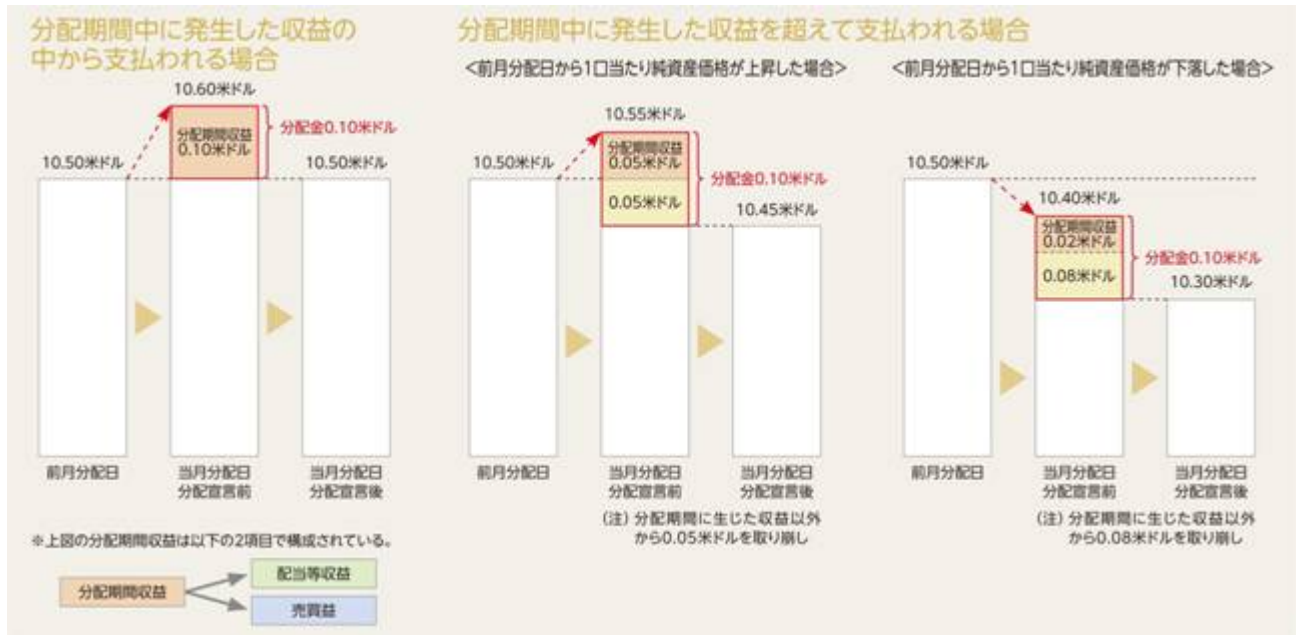 分配期間中に発生した収益の
中から支払われる場合
10.60米ドル
分配期間収益
0.10米ドル
分配金0.10米ドル
10.50米ドル
10.50米ドル
前月分配日
当月分配日
分配宣言前
当月分配日
分配宣言後
※上図の分配期間収益は以下の2項目で構成されている。
分配期間収益
配当等収益
売買益
分配期間中に発生した収益を超えて支払われる場合
<前月分配日から1口当たり純資産価格が上昇した場合>
10.55米ドル
10.50米ドル
分配期間収益
0.05米ドル
分配金0.10米ドル
0.05米ドル
10.45米ドル
前月分配日
当月分配日
分配宣言前
当月分配日
分配宣言後
(注)分配期間に生じた収益以外
から0.05米ドルを取り崩し
<前月分配日から1口当たり純資産価格が下落した場合>
10.50米ドル
10.40米ドル
分配期間収益
0.02米ドル
分配金0.10米ドル
0.08米ドル
10.30米ドル
前月分配日
当月分配日
分配宣言前
当月分配日
分配宣言後
(注)分配期間に生じた収益以外
から0.08米ドルを取り崩し